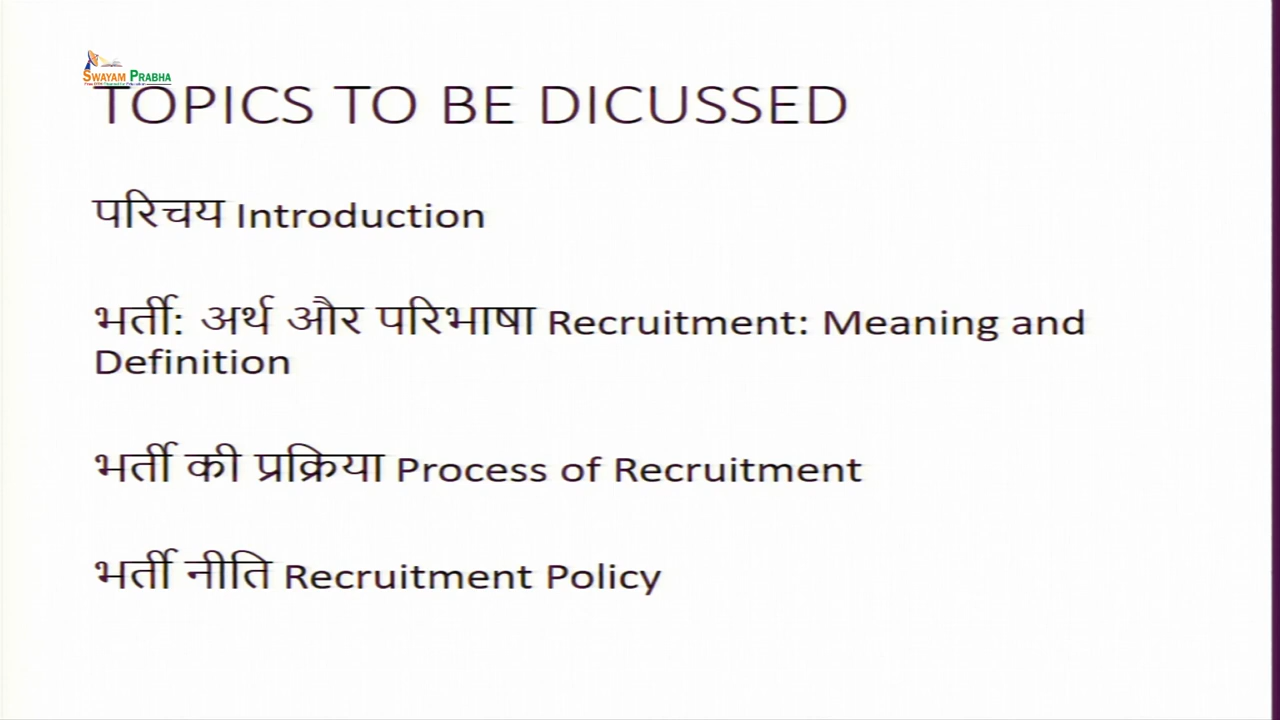 SWAYAM PRABHA
TOPICS TO BE DICUSSED
परिचय Introduction
भर्ती: अर्थ और परिभाषा Recruitment: Meaning and
Definition
भर्ती की प्रक्रिया Process of Recruitment
भर्ती नीति Recruitment Policy